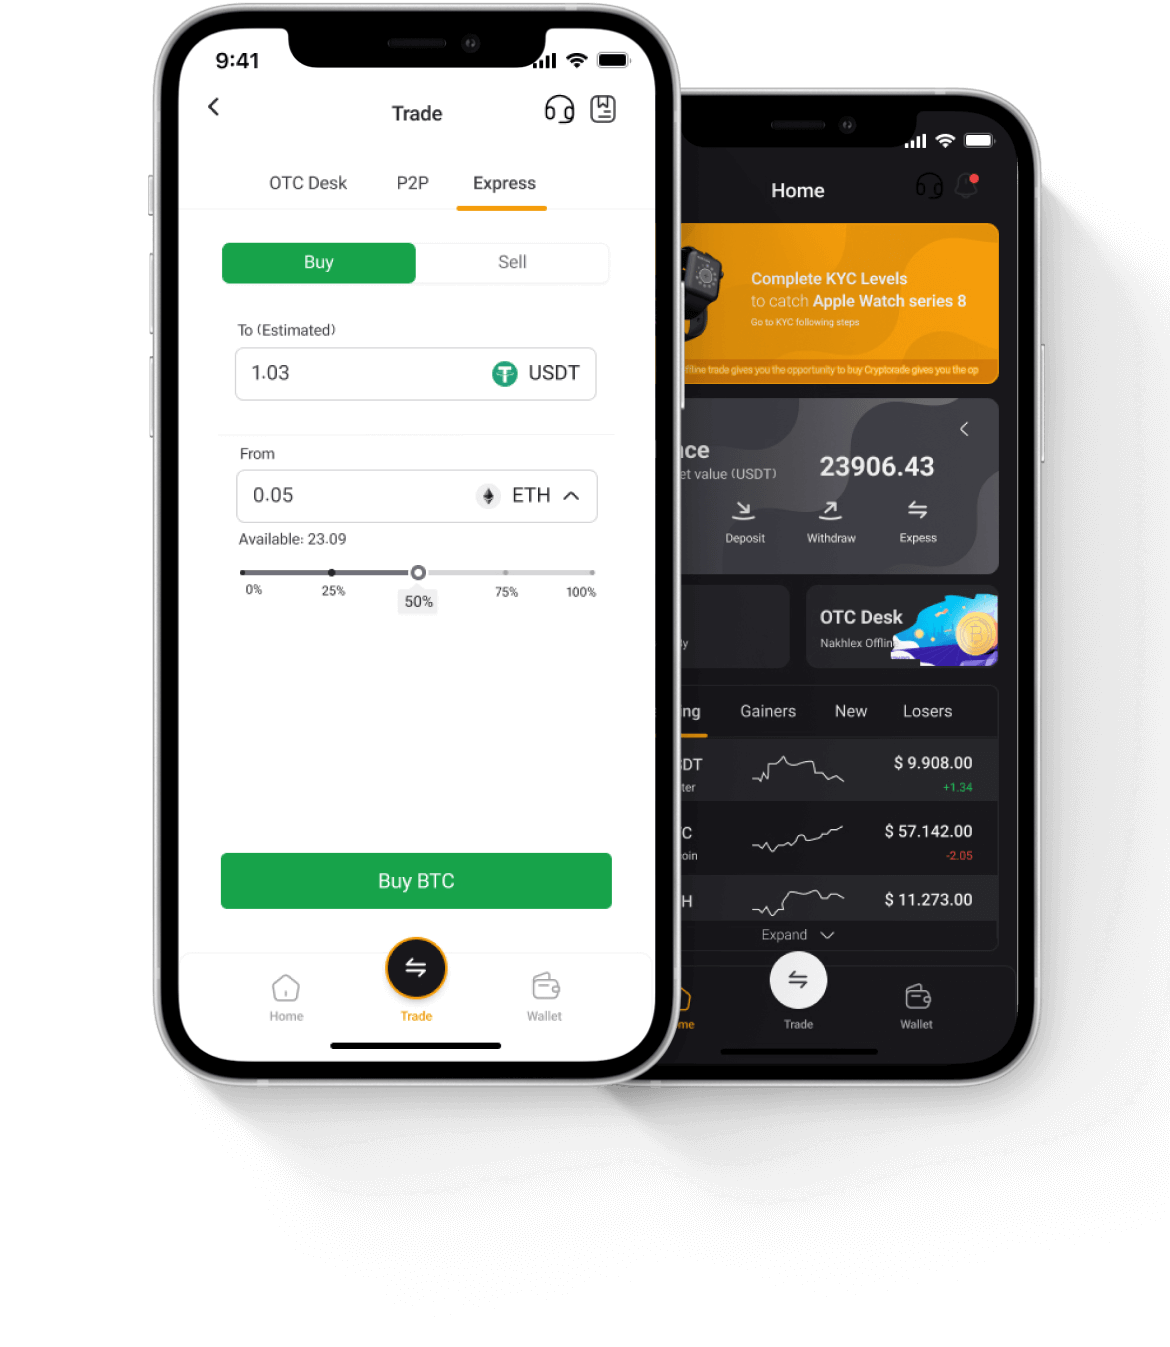 9:41
Trade
OTC Desk P2P Express
Buy Sell
To (Estimated)
1.03 USDT
From
0.05 ETH
Available: 23.09
0% 25% 50% 75% 100%
Buy BTC
Home Trade Wallet
Home
Complete KYC Levels
to catch Apple Watch series 8
Go to KYC following steps
ffline trade gives you the opportunity to buy Cryptorade gives you the op
nce
et value (USDT) 23906.43
Deposit Withdraw Expess
y
OTC Desk
Nakhlex Offlin
ng Gainers New Losers
DT $ 9.908.00
ter +1.34
C $ 57.142.00
oin -2.05
H $ 11.273.00
Expand
me Trade Wallet